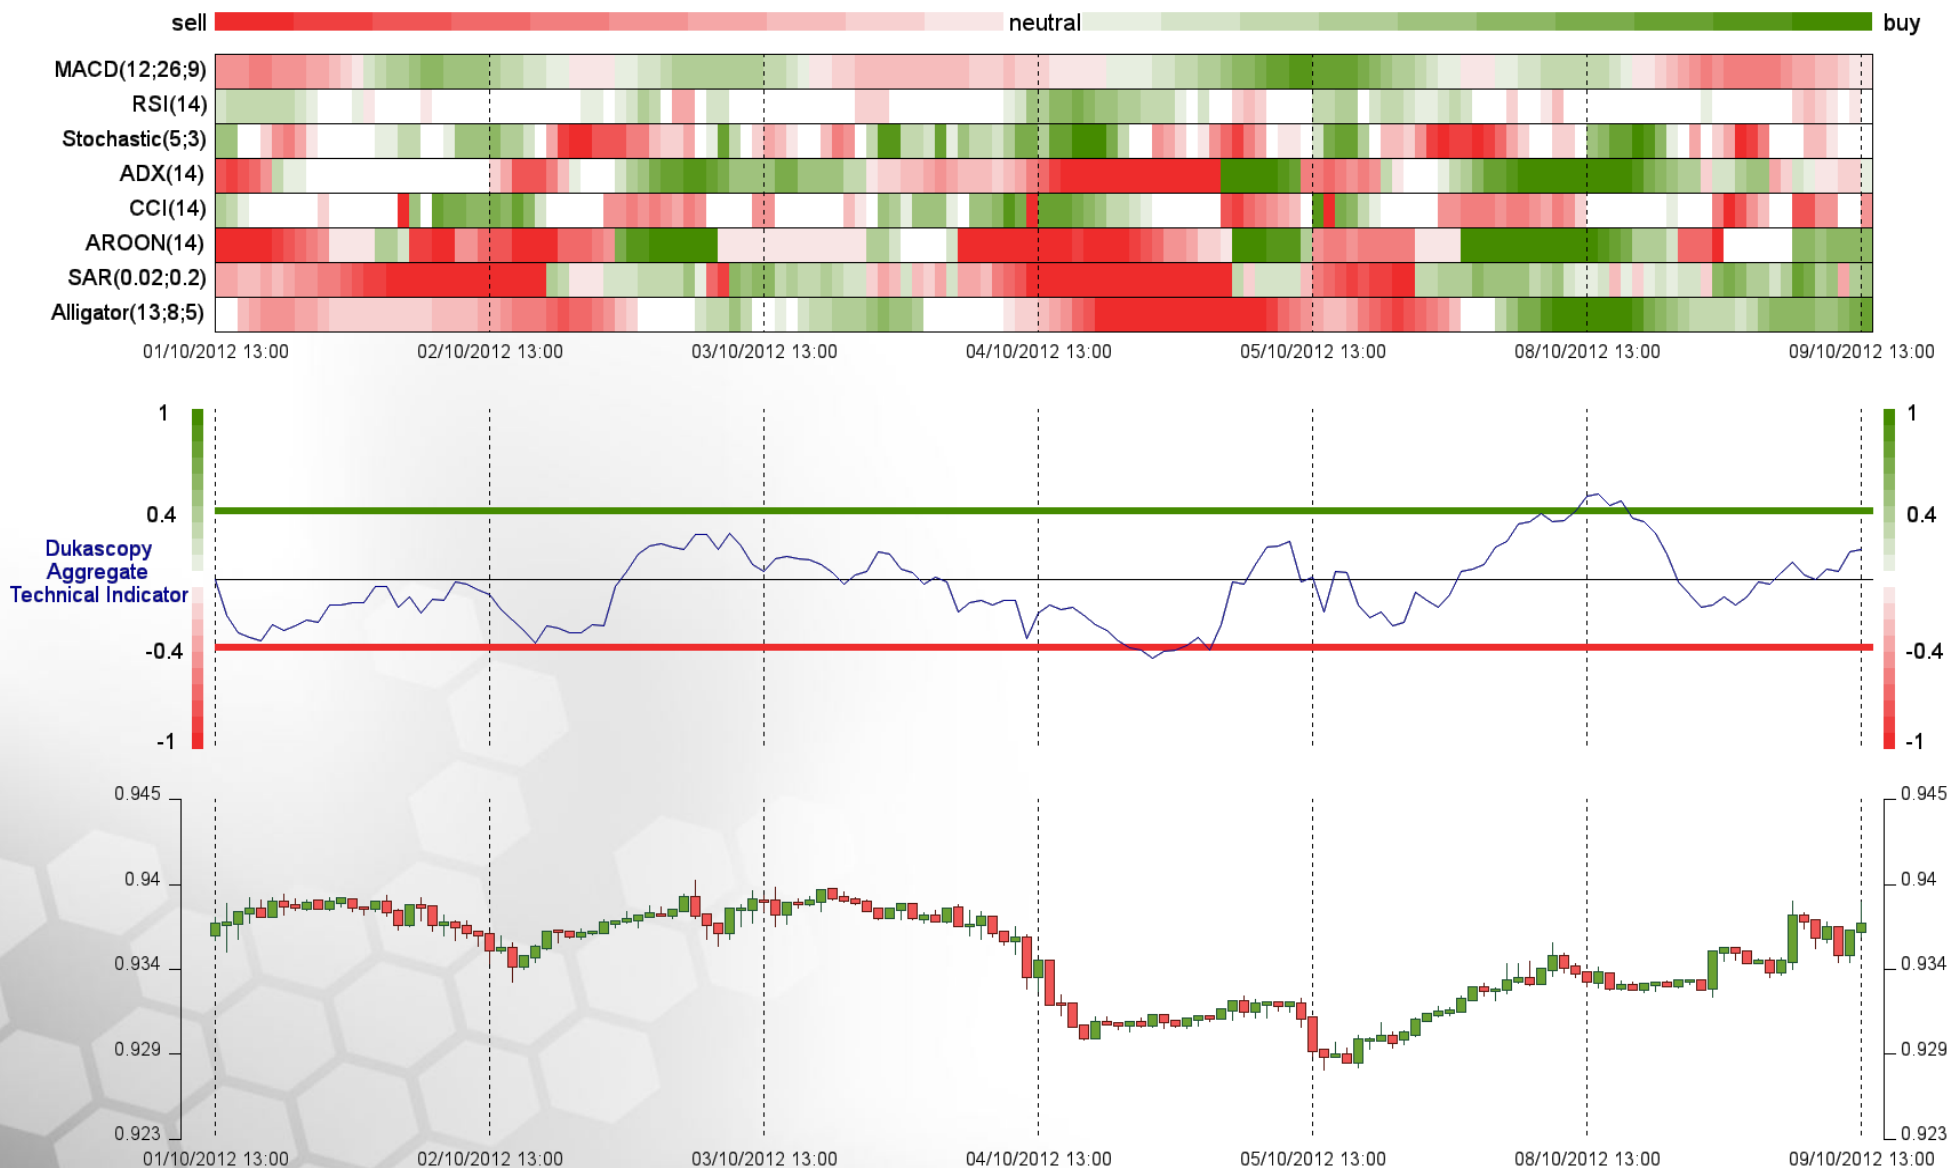 sell neutral buy
MACD(12;26;9)
RSI(14)
Stochastic(5;3)
ADX(14)
CCI(14)
AROON(14)
SAR(0.02;0.2)
Alligator(13;8;5)
01/10/2012 13:00 02/10/2012 13:00 03/10/2012 13:00 04/10/2012 13:00 05/10/2012 13:00 08/10/2012 13:00 09/10/2012 13:00
1 1
0.4 0.4
Dukascopy
Aggregate
Technical Indicator
-0.4 -0.4
-1 -1
0.945 0.945
0.94 0.94
0.934 0.934
0.929 0.929
0.923 0.923
01/10/2012 13:00 02/10/2012 13:00 03/10/2012 13:00 04/10/2012 13:00 05/10/2012 13:00 08/10/2012 13:00 09/10/2012 13:00